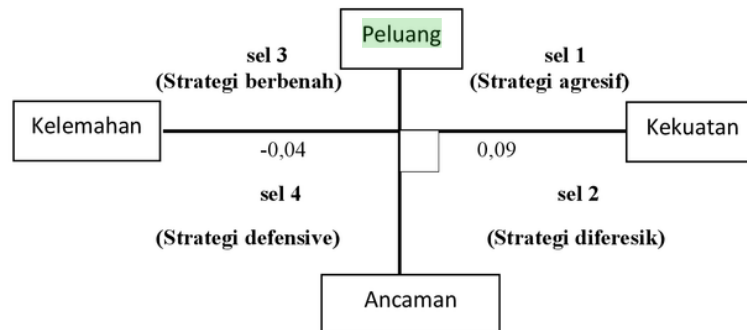 Peluang
sel 3
(Strategi berbenah)
sel 1
(Strategi agresif)
Kelemahan
Kekuatan
-0,04
0,09
sel 4
(Strategi defensive)
sel 2
(Strategi diferesik)
Ancaman